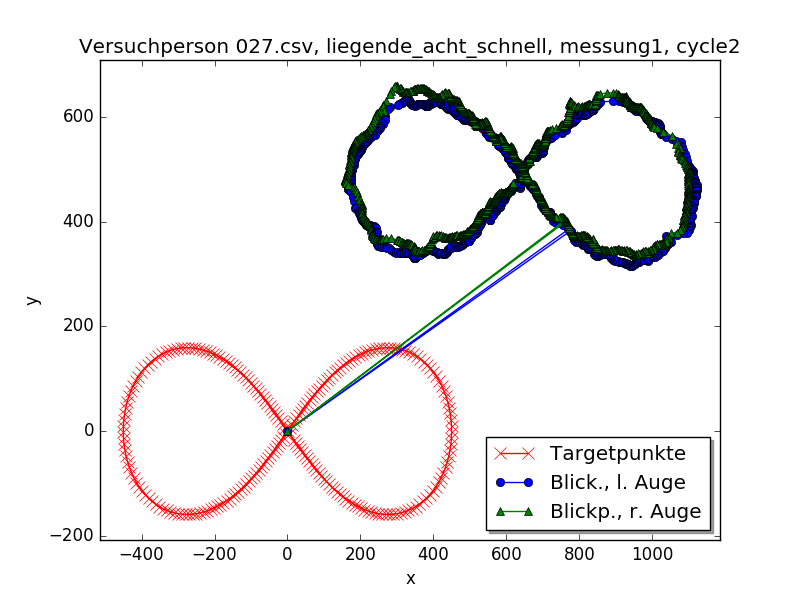 Versuchperson 027.csv, liegende_acht_schnell, messung1, cycle2
y
600
400
200
0
−200
−400
−200
0
200
400
600
800
1000
x
Targetpunkte
Blick., l. Auge
Blickp., r. Auge